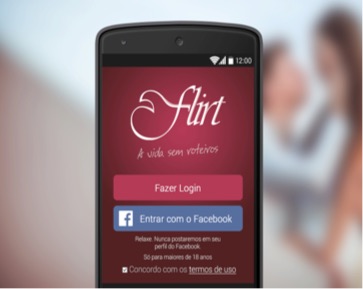 12:00
flirt
A vida sem roteiros
Fazer Login
f Entrar com o Facebook
Relaxe. Nunca postaremos em seu
perfil do Facebook.
Só para maiores de 18 anos
Concordo com os termos de uso